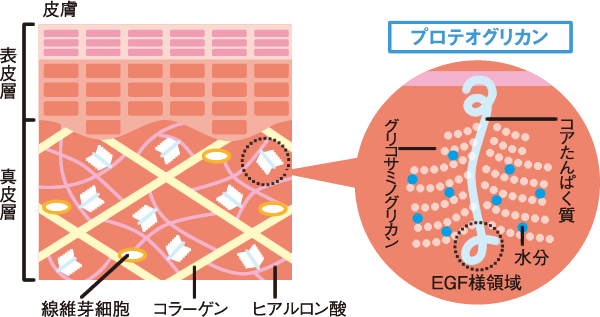 皮膚
表皮層
真皮層
線維芽細胞
コラーゲン
ヒアルロン酸
プロテオグリカン
グリコサミノグリカン
コアたんぱく質
水分
EGF様領域